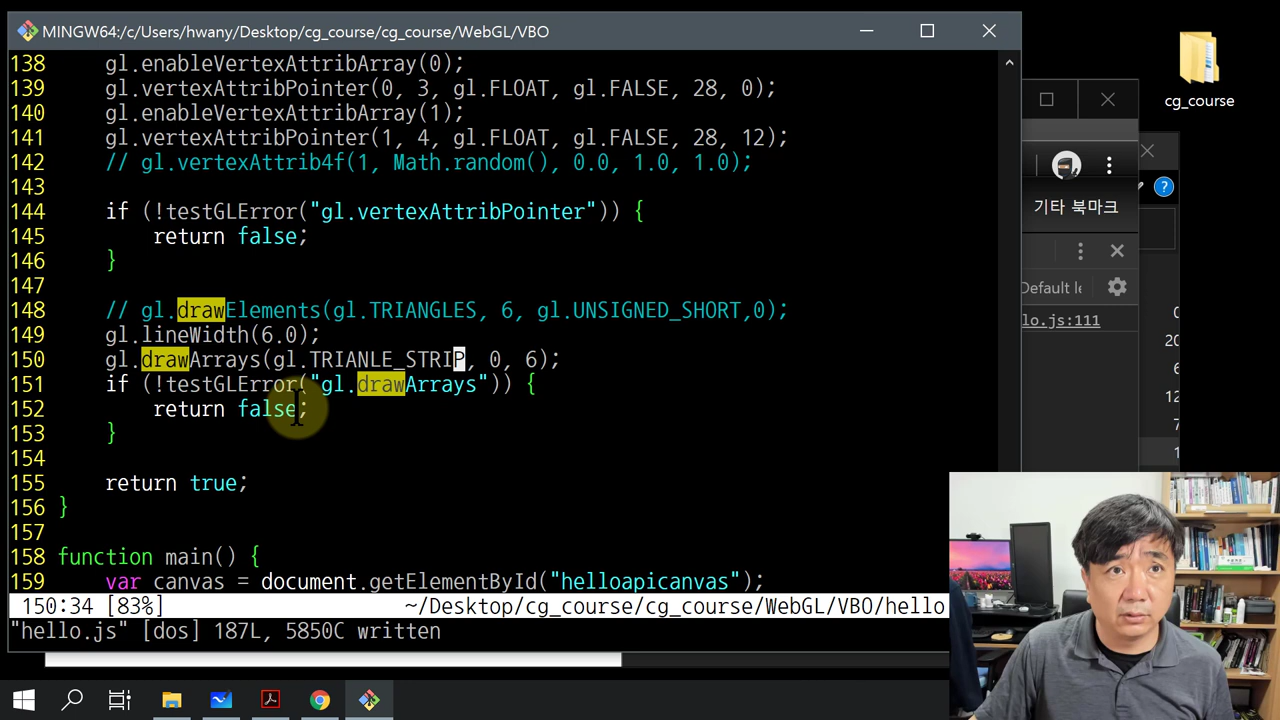 MINGW64:/c/Users/hwany/Desktop/cg_course/cg_course/WebGL/VBO
138 gl.enableVertexAttribArray(0);
139 gl.vertexAttribPointer(0, 3, gl.FLOAT, gl.FALSE, 28, 0);
140 gl.enableVertexAttribArray(1);
141 gl.vertexAttribPointer(1, 4, gl.FLOAT, gl.FALSE, 28, 12);
142 // gl.vertexAttrib4f(1, Math.random(), 0.0, 1.0, 1.0);
143
144 if (!testGLError("gl.vertexAttribPointer")) {
145 return false;
146 }
147
148 // gl.drawElements(gl.TRIANGLES, 6, gl.UNSIGNED_SHORT,0);
149 gl.lineWidth(6.0);
150 gl.drawArrays(gl.TRIANLE_STRIP, 0, 6);
151 if (!testGLError("gl.drawArrays")) {
152 return false;
153 }
154
155 return true;
156 }
157
158 function main() {
159 var canvas = document.getElementById("helloapicanvas");
150:34 [83%] ~/Desktop/cg_course/cg_course/WebGL/VBO/hello
"hello.js" [dos] 187L, 5850C written
cg_course
?
기타 북마크
Default le
lo.js:111